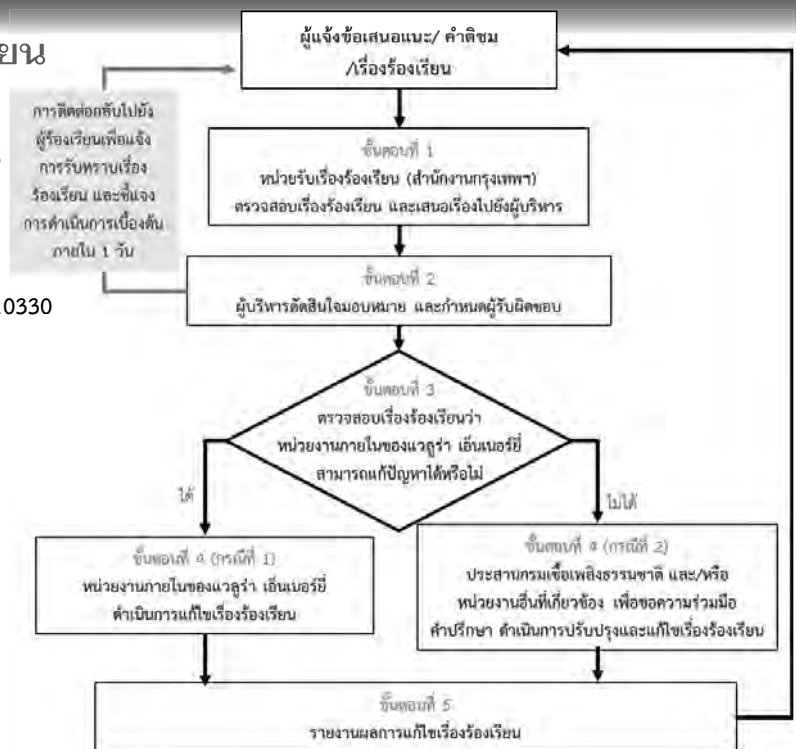 ยน
ผู้แจ้งข้อเสนอแนะ/ คำติชม
/เรื่องร้องเรียน
การติดต่อกลับไปยัง
ผู้ร้องเรียนเพื่อแจ้ง
การรับทราบเรื่อง
ร้องเรียน และชี้แจง
การดำเนินการเบื้องต้น
ภายใน 1 วัน
ขั้นตอนที่ 1
หน่วยรับเรื่องร้องเรียน (สำนักงานกรุงเทพฯ)
ตรวจสอบเรื่องร้องเรียน และเสนอเรื่องไปยังผู้บริหาร
ขั้นตอนที่ 2
ผู้บริหารตัดสินใจมอบหมาย และกำหนดผู้รับผิดชอบ
0330
ขั้นตอนที่ 3
ตรวจสอบเรื่องร้องเรียนว่า
หน่วยงานภายในของแวลูร่า เอ็นเนอร์ยี่
สามารถแก้ปัญหาได้หรือไม่
ได้
ไม่ได้
ขั้นตอนที่ 4 (กรณีที่ 1)
หน่วยงานภายในของแวลูร่า เอ็นเนอร์ยี่
ดำเนินการแก้ไขเรื่องร้องเรียน
ขั้นตอนที่ 4 (กรณีที่ 2)
ประสานกรมเชื้อเพลิงธรรมชาติ และ/หรือ
หน่วยงานอื่นที่เกี่ยวข้อง เพื่อขอความร่วมมือ
คำปรึกษา ดำเนินการปรับปรุงและแก้ไขเรื่องร้องเรียน
ขั้นตอนที่ 5
รายงานผลการแก้ไขเรื่องร้องเรียน